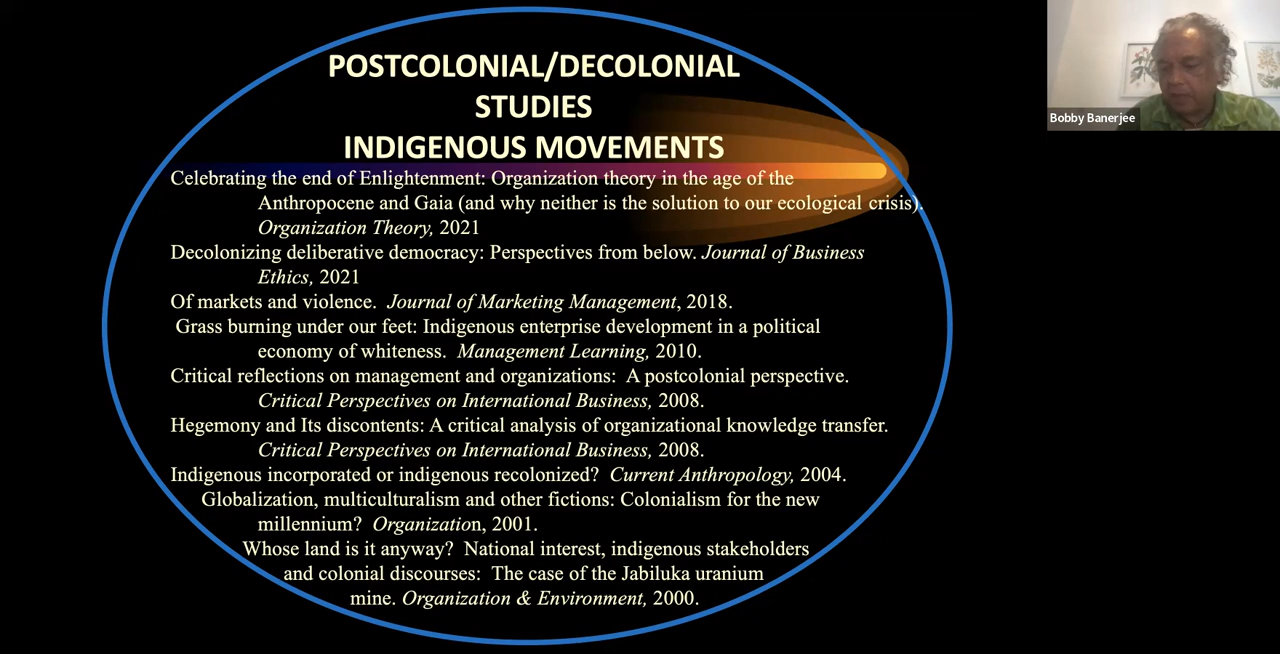 POSTCOLONIAL/DECOLONIAL
STUDIES
INDIGENOUS MOVEMENTS
Celebrating the end of Enlightenment: Organization theory in the age of the
Anthropocene and Gaia (and why neither is the solution to our ecological crisis).
Organization Theory, 2021
Decolonizing deliberative democracy: Perspectives from below. Journal of Business
Ethics, 2021
Of markets and violence. Journal of Marketing Management, 2018.
Grass burning under our feet: Indigenous enterprise development in a political
economy of whiteness. Management Learning, 2010.
Critical reflections on management and organizations: A postcolonial perspective.
Critical Perspectives on International Business, 2008.
Hegemony and Its discontents: A critical analysis of organizational knowledge transfer.
Critical Perspectives on International Business, 2008.
Indigenous incorporated or indigenous recolonized? Current Anthropology, 2004.
Globalization, multiculturalism and other fictions: Colonialism for the new
millennium? Organization, 2001.
Whose land is it anyway? National interest, indigenous stakeholders
and colonial discourses: The case of the Jabiluka uranium
mine. Organization & Environment, 2000.
Bobby Banerjee